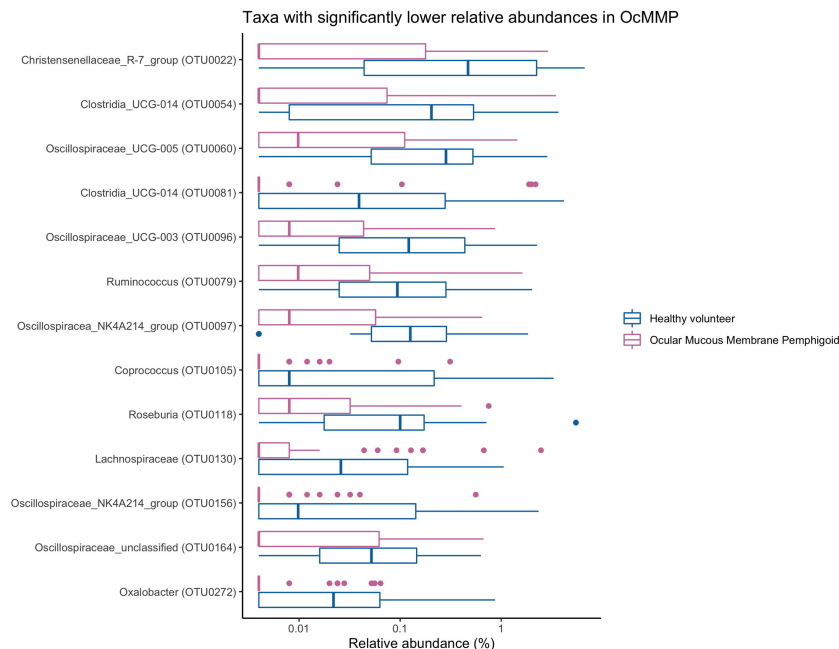 Taxa with significantly lower relative abundances in OcMMP
Christensenellaceae_R-7_group (OTU0022)
Clostridia_UCG-014 (OTU0054)
Oscillospiraceae_UCG-005 (OTU0060)
Clostridia_UCG-014 (OTU0081)
Oscillospiraceae_UCG-003 (OTU0096)
Ruminococcus (OTU0079)
Oscillospiracea_NK4A214_group (OTU0097)
Coprococcus (OTU0105)
Roseburia (OTU0118)
Lachnospiraceae (OTU0130)
Oscillospiraceae_NK4A214_group (OTU0156)
Oscillospiraceae_unclassified (OTU0164)
Oxalobacter (OTU0272)
0.01 0.1 1
Relative abundance (%)
Healthy volunteer
Ocular Mucous Membrane Pemphigoid